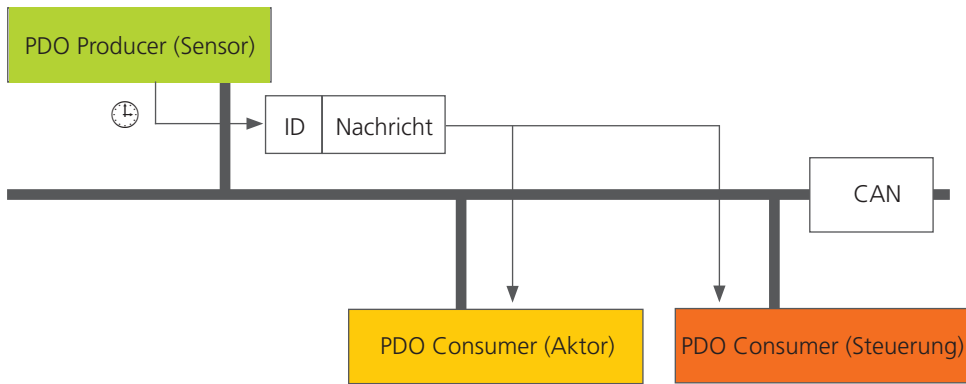 PDO Producer (Sensor)
ID
Nachricht
CAN
PDO Consumer (Aktor)
PDO Consumer (Steuerung)